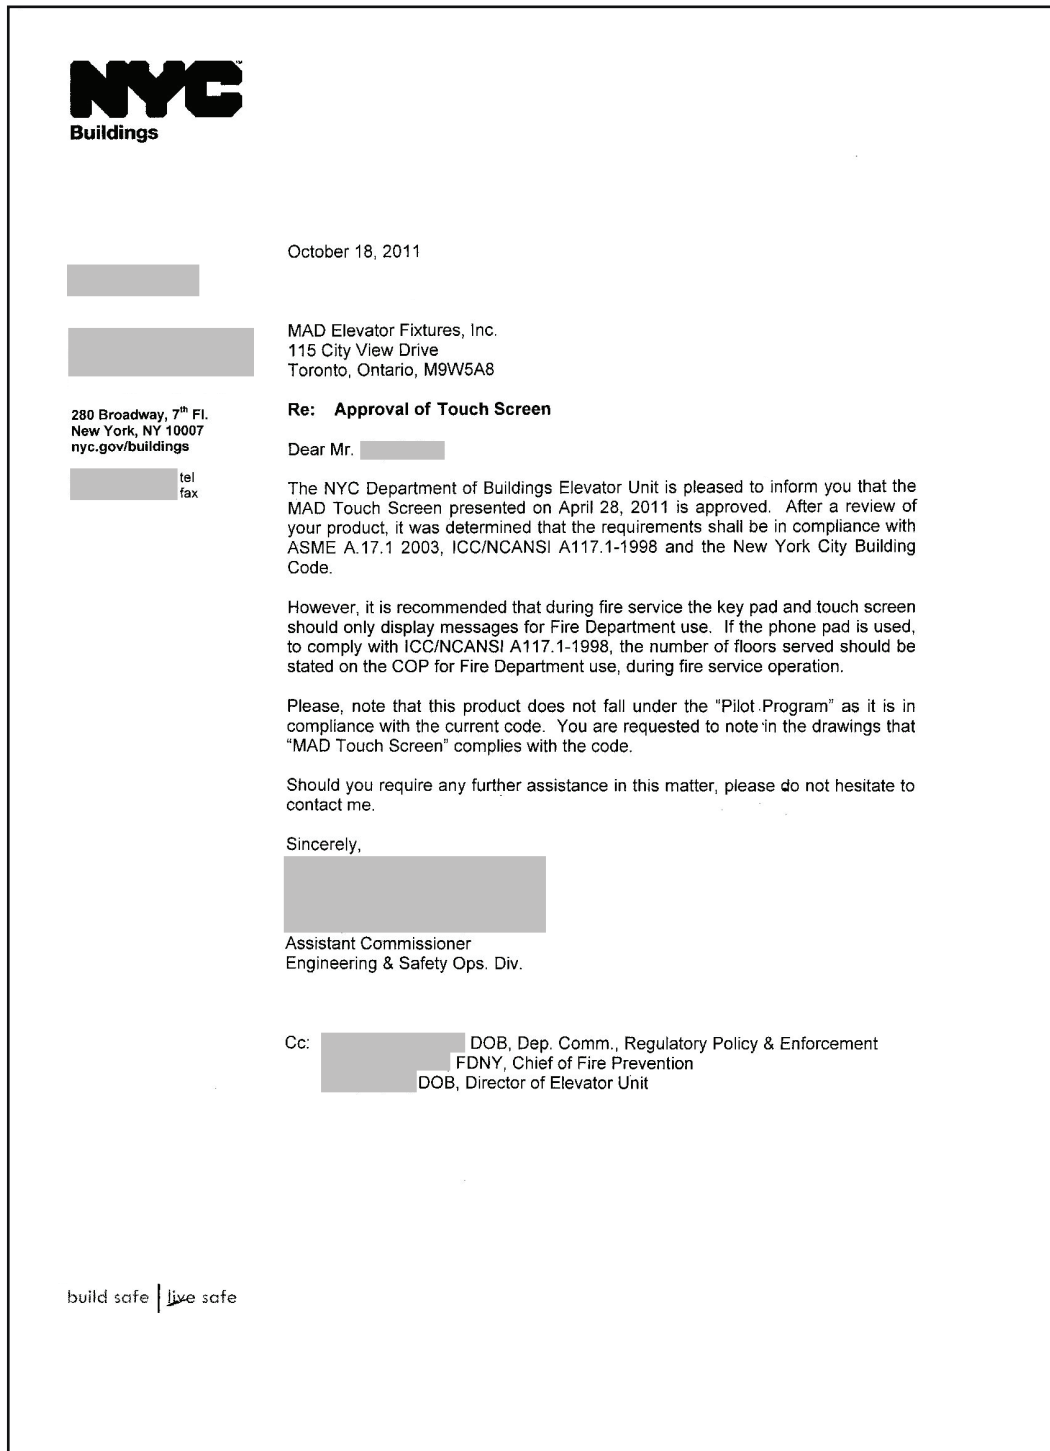 NYC
Buildings
October 18, 2011
MAD Elevator Fixtures, Inc.
115 City View Drive
Toronto, Ontario, M9W5A8
280 Broadway, 7th Fl.
New York, NY 10007
nyc.gov/buildings
tel
fax
Re: Approval of Touch Screen
Dear Mr.
The NYC Department of Buildings Elevator Unit is pleased to inform you that the
MAD Touch Screen presented on April 28, 2011 is approved. After a review of
your product, it was determined that the requirements shall be in compliance with
ASME A.17.1 2003, ICC/NCANSI A117.1-1998 and the New York City Building
Code.
However, it is recommended that during fire service the key pad and touch screen
should only display messages for Fire Department use. If the phone pad is used,
to comply with ICC/NCANSI A117.1-1998, the number of floors served should be
stated on the COP for Fire Department use, during fire service operation.
Please, note that this product does not fall under the “Pilot Program” as it is in
compliance with the current code. You are requested to note in the drawings that
“MAD Touch Screen” complies with the code.
Should you require any further assistance in this matter, please do not hesitate to
contact me.
Sincerely,
Assistant Commissioner
Engineering & Safety Ops. Div.
Cc: DOB, Dep. Comm., Regulatory Policy & Enforcement
FDNY, Chief of Fire Prevention
DOB, Director of Elevator Unit
build safe | live safe